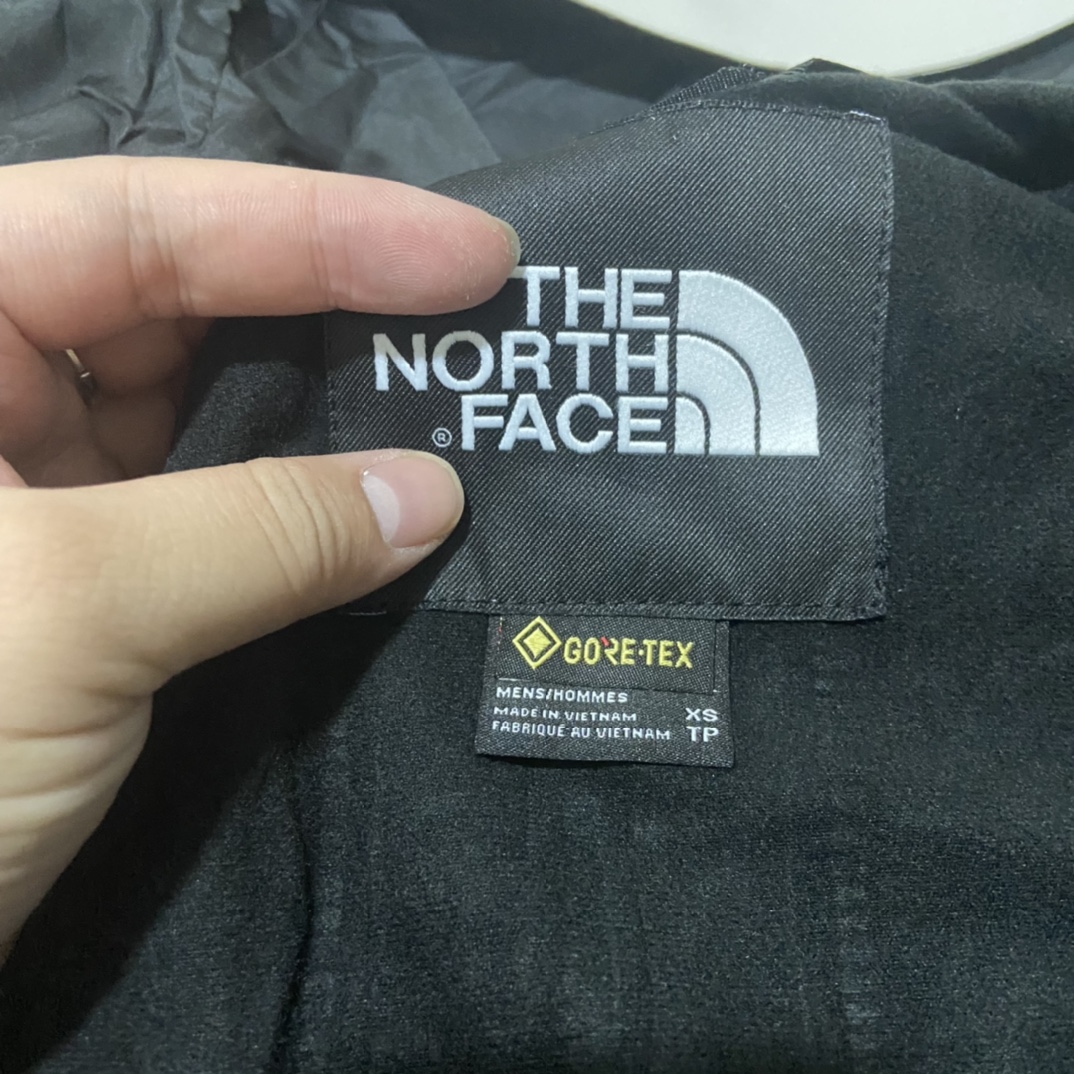 THE
NORTH
® FACE
GORE-TEX
MENS/HOMMES
MADE IN VIETNAM XS
FABRIQUÉ AU VIETNAM TP